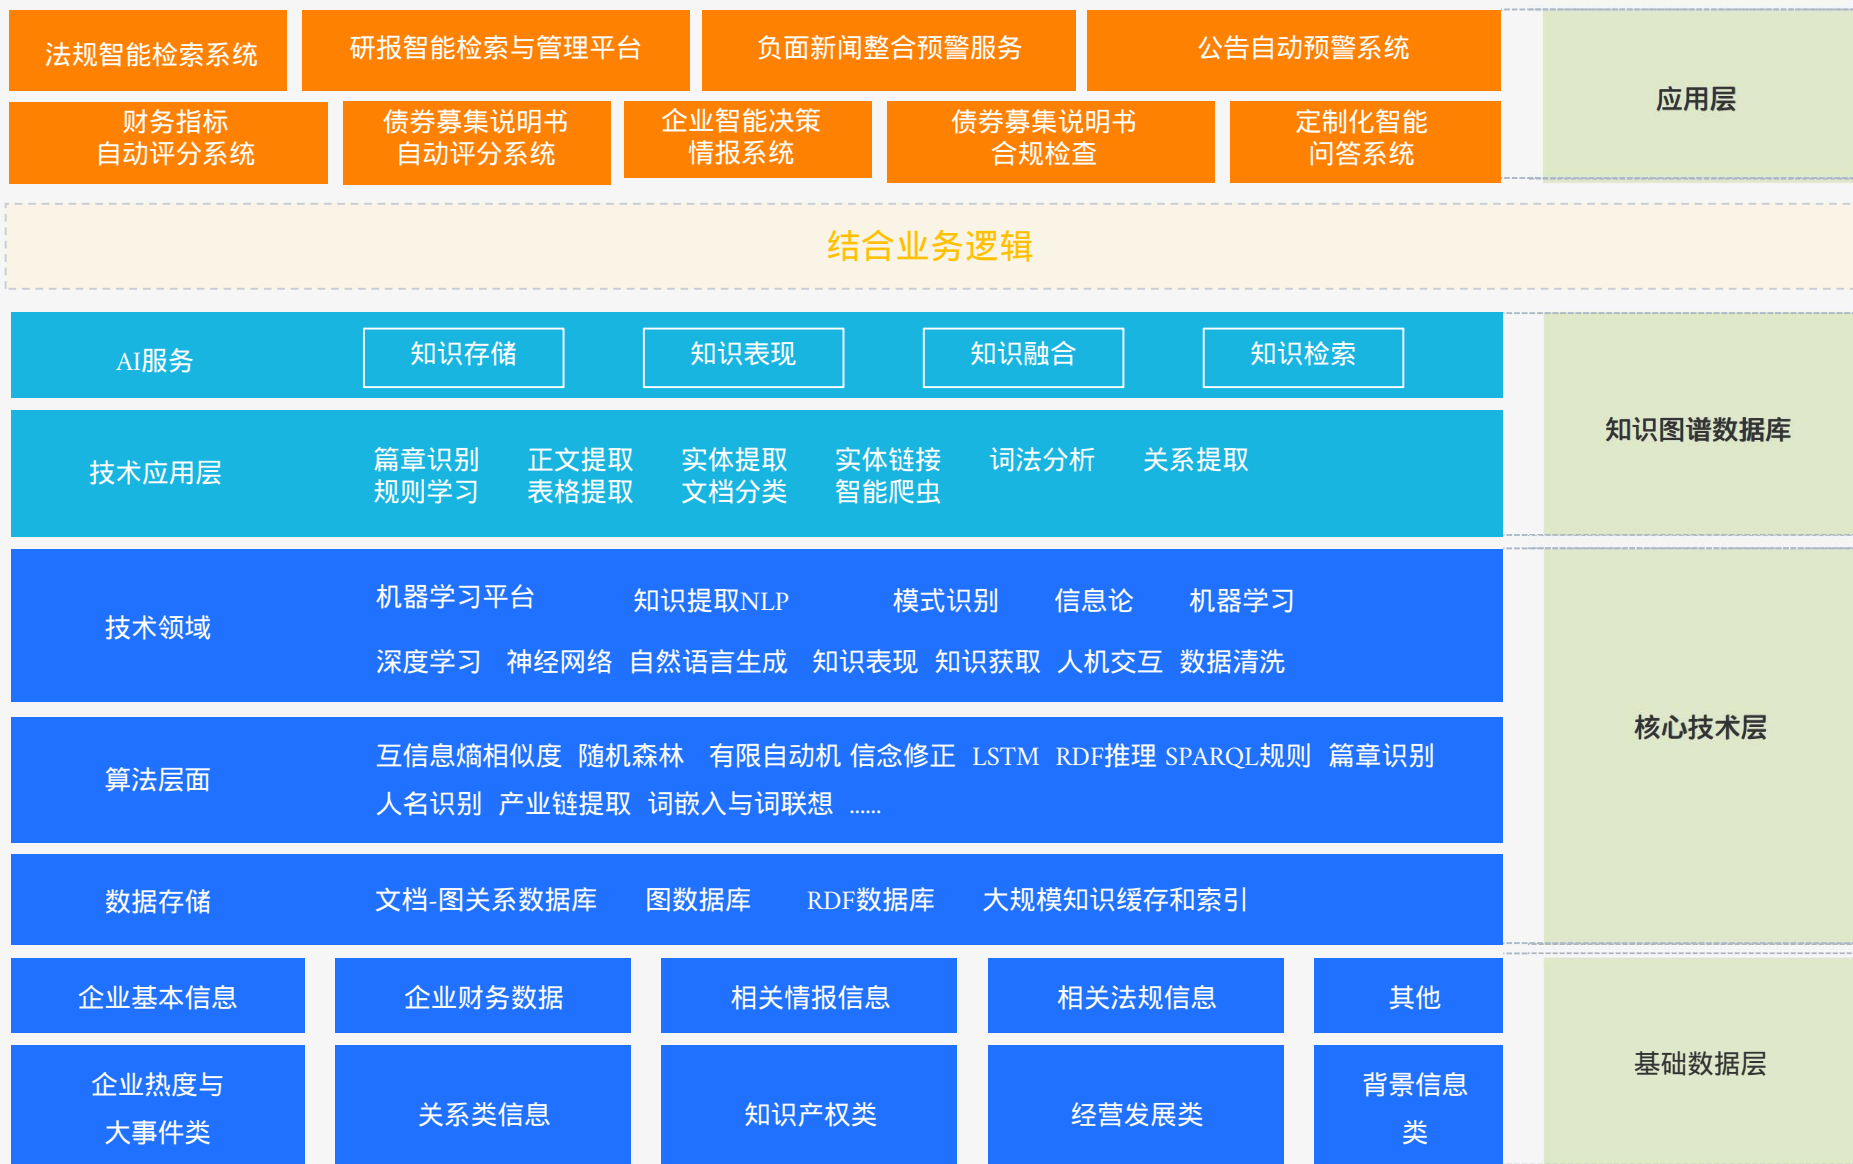 法规智能检索系统
研报智能检索与管理平台
负面新闻整合预警服务
公告自动预警系统
应用层
财务指标
自动评分系统
债券募集说明书
自动评分系统
企业智能决策
情报系统
债券募集说明书
合规检查
定制化智能
问答系统
结合业务逻辑
AI服务
知识存储
知识表现
知识融合
知识检索
知识图谱数据库
技术应用层
篇章识别 正文提取 实体提取 实体链接 词法分析 关系提取
规则学习 表格提取 文档分类 智能爬虫
技术领域
机器学习平台 知识提取NLP 模式识别 信息论 机器学习
深度学习 神经网络 自然语言生成 知识表现 知识获取 人机交互 数据清洗
核心技术层
算法层面
互信息熵相似度 随机森林 有限自动机 信念修正 LSTM RDF推理 SPARQL规则 篇章识别
人名识别 产业链提取 词嵌入与词联想 ......
数据存储
文档-图关系数据库 图数据库 RDF数据库 大规模知识缓存和索引
企业基本信息
企业财务数据
相关情报信息
相关法规信息
其他
基础数据层
企业热度与
大事件类
关系类信息
知识产权类
经营发展类
背景信息
类